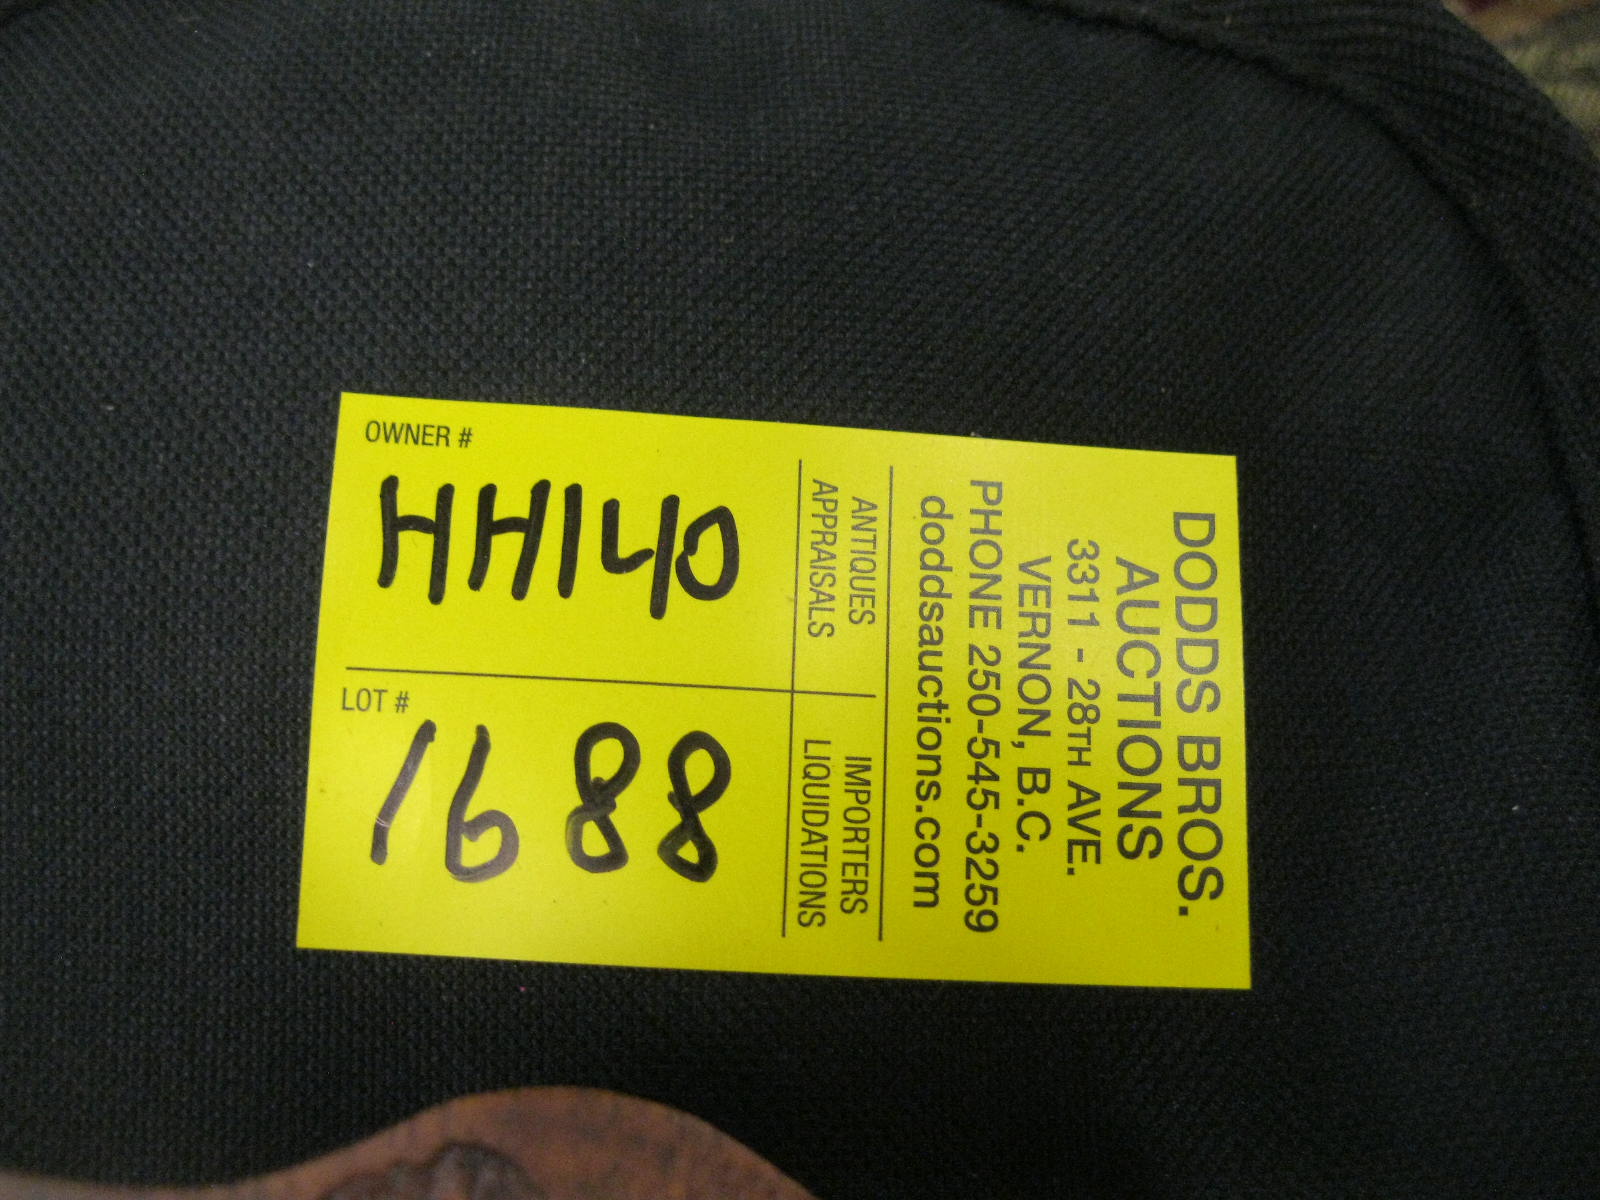 OWNER #
HH140
LOT #
1688
ANTIQUES
APPRAISALS
IMPORTERS
LIQUIDATIONS
DODDS BROS.
AUCTIONS
3311 - 28TH AVE.
VERNON, B.C.
PHONE 250-545-3259
doddsauctions.com